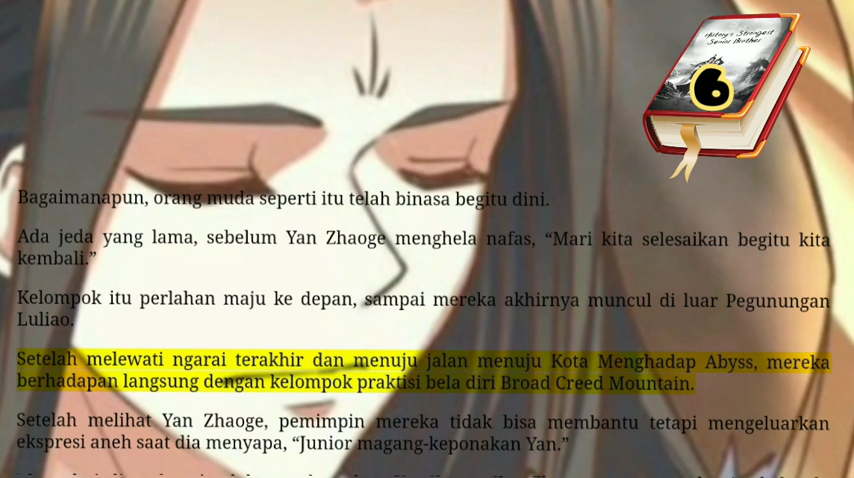 History's Strongest
Senior Brother
6
Bagaimanapun, orang muda seperti itu telah binasa begitu dini.
Ada jeda yang lama, sebelum Yan Zhaoge menghela nafas, “Mari kita selesaikan begitu kita
kembali.”
Kelompok itu perlahan maju ke depan, sampai mereka akhirnya muncul di luar Pegunungan
Luliao.
Setelah melewati ngarai terakhir dan menuju jalan menuju Kota Menghadap Abyss, mereka
berhadapan langsung dengan kelompok praktisi bela diri Broad Creed Mountain.
Setelah melihat Yan Zhaoge, pemimpin mereka tidak bisa membantu tetapi mengeluarkan
ekspresi aneh saat dia menyapa, “Junior magang-keponakan Yan.”